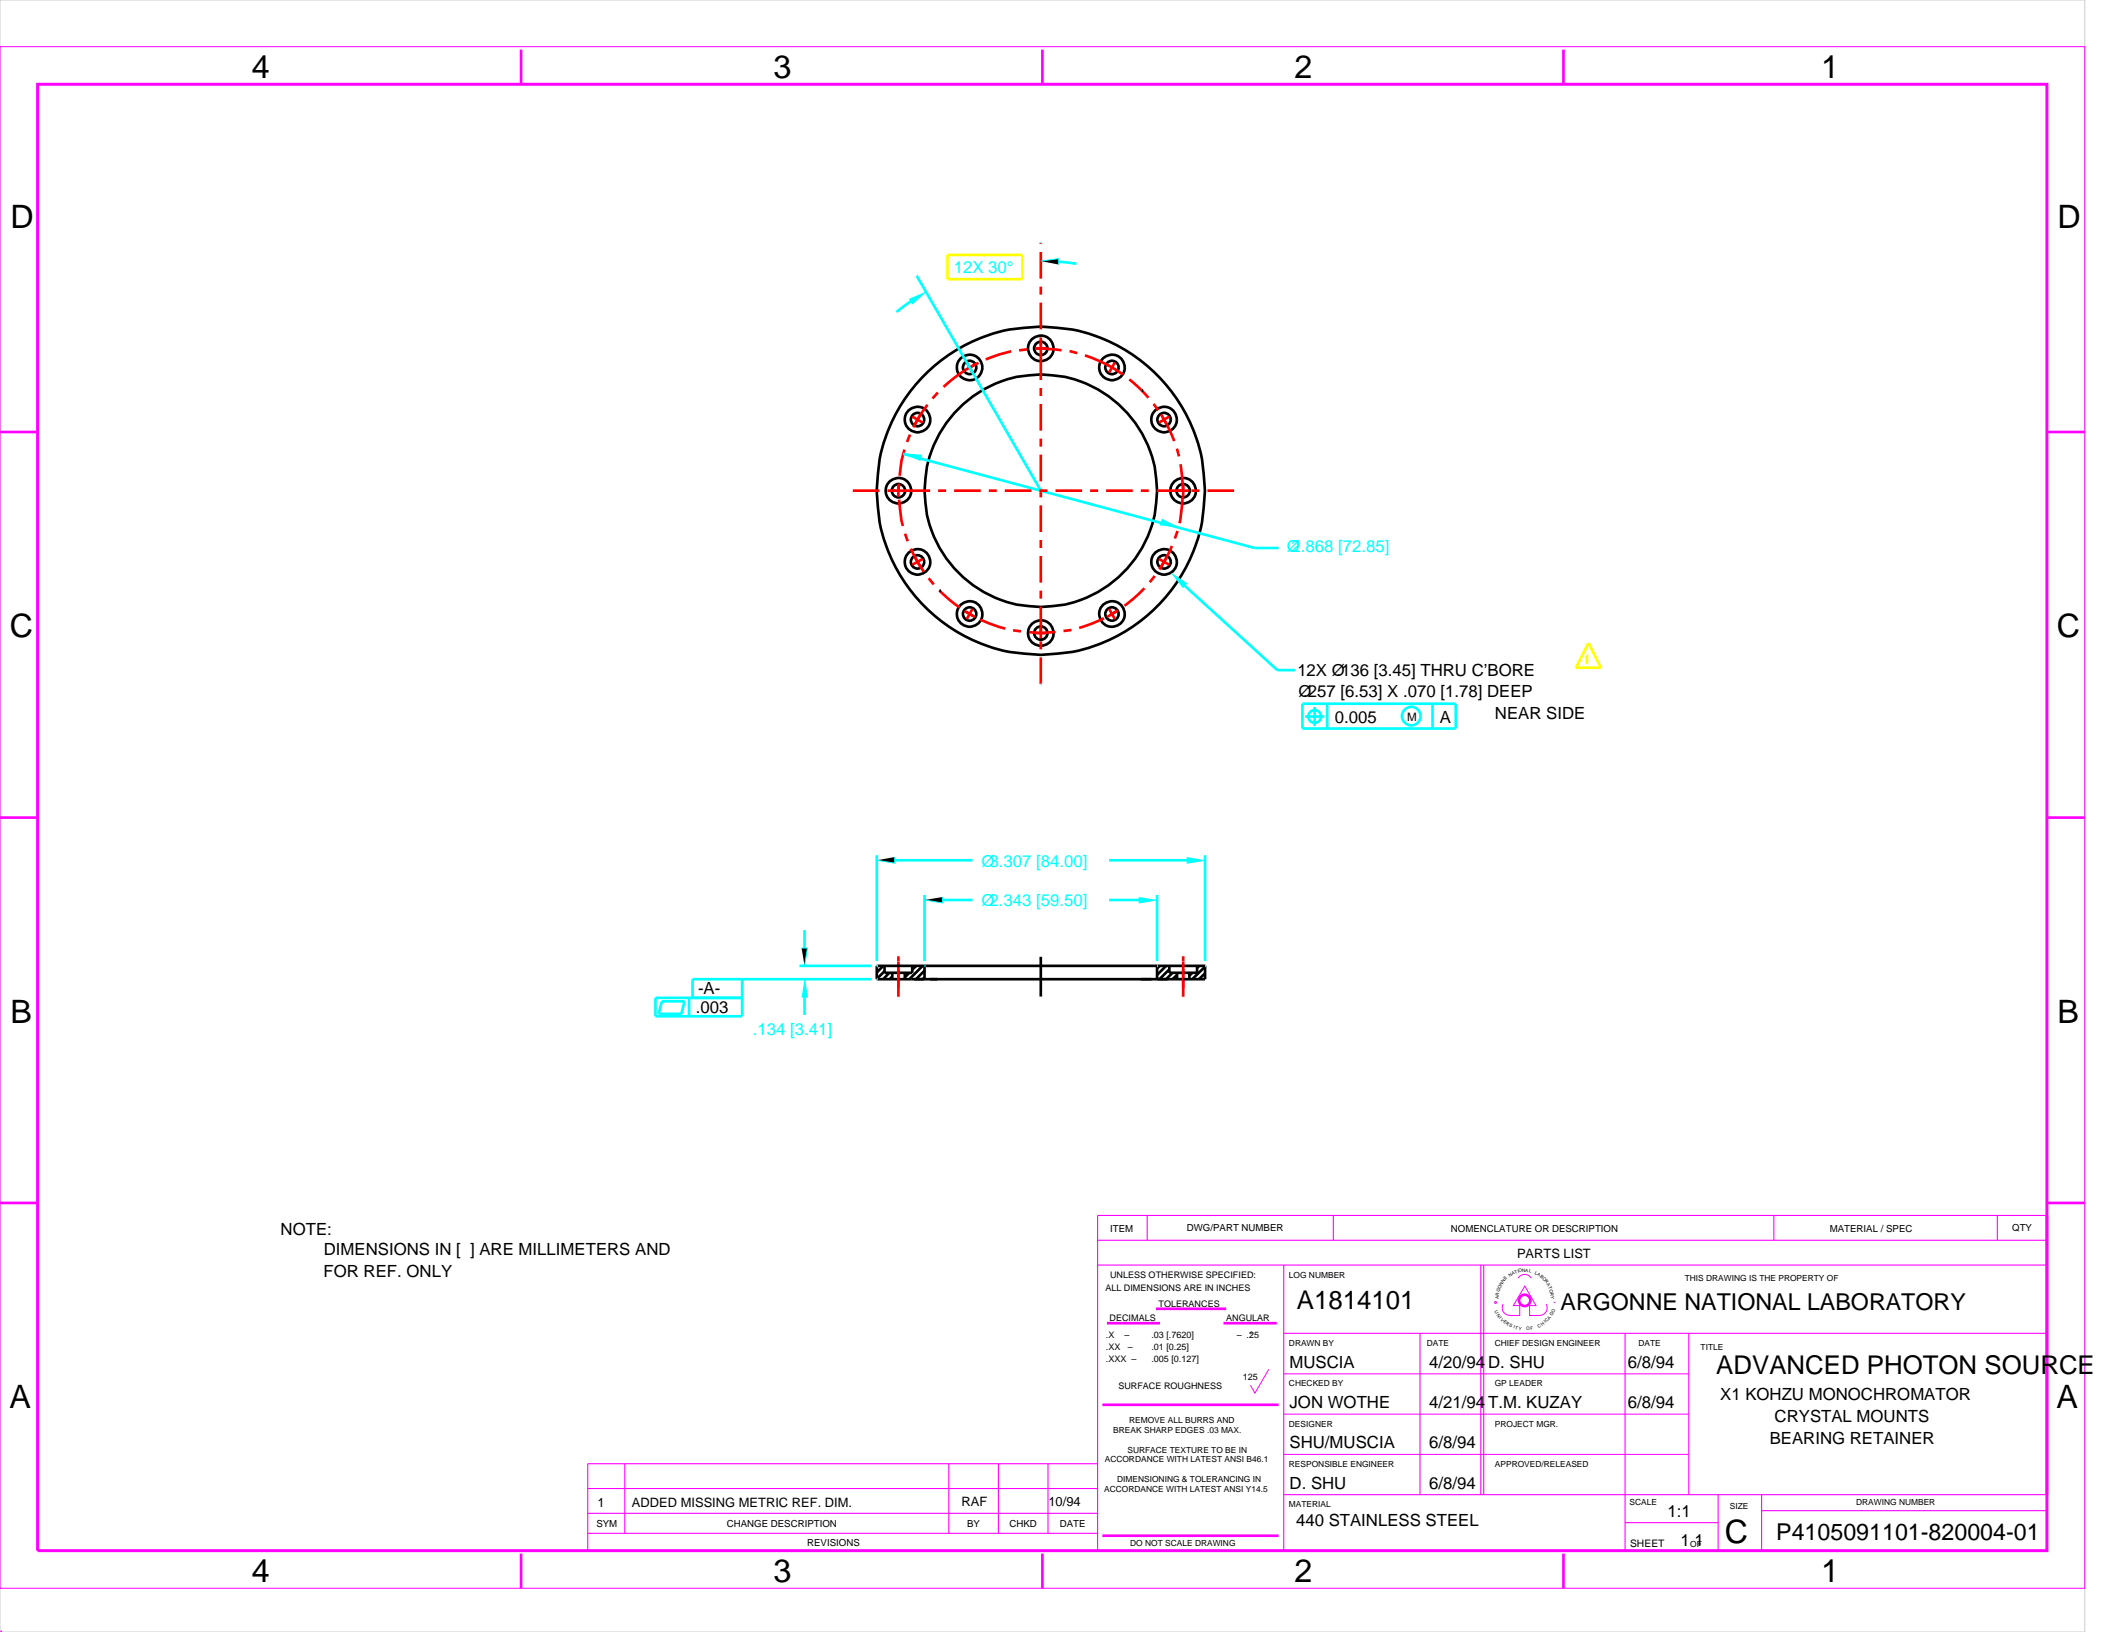 4 3 2 1
D D
12X 30°
Ø2.868 [72.85]
C C
12X Ø.136 [3.45] THRU C'BORE
Ø.257 [6.53] X .070 [1.78] DEEP
0.005 M A NEAR SIDE
Ø3.307 [84.00]
Ø2.343 [59.50]
-A-
.003
B B
.134 [3.41]
NOTE:
DIMENSIONS IN [ ] ARE MILLIMETERS AND
FOR REF. ONLY
ITEM DWG/PART NUMBER NOMENCLATURE OR DESCRIPTION MATERIAL / SPEC QTY
PARTS LIST
UNLESS OTHERWISE SPECIFIED:
ALL DIMENSIONS ARE IN INCHES
TOLERANCES
DECIMALS ANGULAR
.X – .03 [.7620] – .25
.XX – .01 [0.25]
.XXX – .005 [0.127]
SURFACE ROUGHNESS 125
REMOVE ALL BURRS AND
BREAK SHARP EDGES .03 MAX.
SURFACE TEXTURE TO BE IN
ACCORDANCE WITH LATEST ANSI B46.1
DIMENSIONING & TOLERANCING IN
ACCORDANCE WITH LATEST ANSI Y14.5
DO NOT SCALE DRAWING
LOG NUMBER
A1814101
ARGONNE NATIONAL LABORATORY
UNIVERSITY OF CHICAGO
THIS DRAWING IS THE PROPERTY OF
ARGONNE NATIONAL LABORATORY
DRAWN BY DATE CHIEF DESIGN ENGINEER DATE
MUSCIA 4/20/94 D. SHU 6/8/94
CHECKED BY GP LEADER
JON WOTHE 4/21/94 T.M. KUZAY 6/8/94
DESIGNER PROJECT MGR.
SHU/MUSCIA 6/8/94
RESPONSIBLE ENGINEER APPROVED/RELEASED
D. SHU 6/8/94
TITLE
ADVANCED PHOTON SOURCE
X1 KOHZU MONOCHROMATOR
CRYSTAL MOUNTS
BEARING RETAINER
A A
MATERIAL
440 STAINLESS STEEL
SCALE 1:1
SHEET 1 OF 1
SIZE
C
DRAWING NUMBER
P4105091101-820004-01
1 ADDED MISSING METRIC REF. DIM. RAF 10/94
SYM CHANGE DESCRIPTION BY CHKD DATE
REVISIONS
4 3 2 1